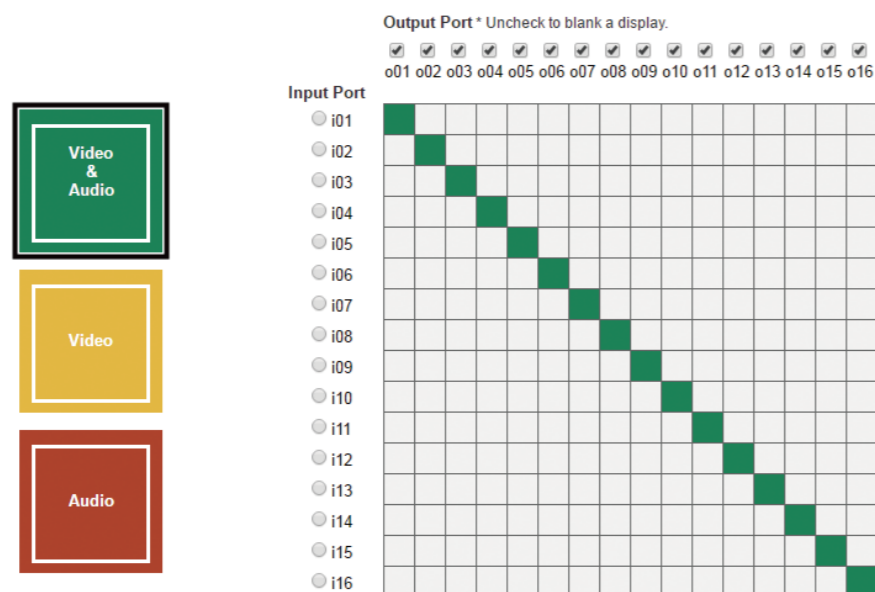 Output Port * Uncheck to blank a display.
o01 o02 o03 o04 o05 o06 o07 o08 o09 o10 o11 o12 o13 o14 o15 o16
Input Port
i01
i02
i03
i04
i05
i06
i07
i08
i09
i10
i11
i12
i13
i14
i15
i16
Video
&
Audio
Video
Audio